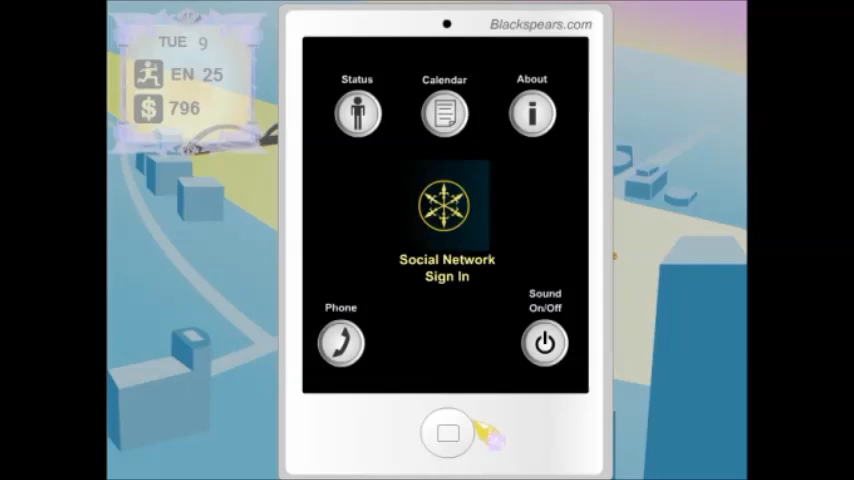 Blackspears.com
TUE 9
EN 25
$ 796
Status
Calendar
About
Social Network
Sign In
Phone
Sound
On/Off